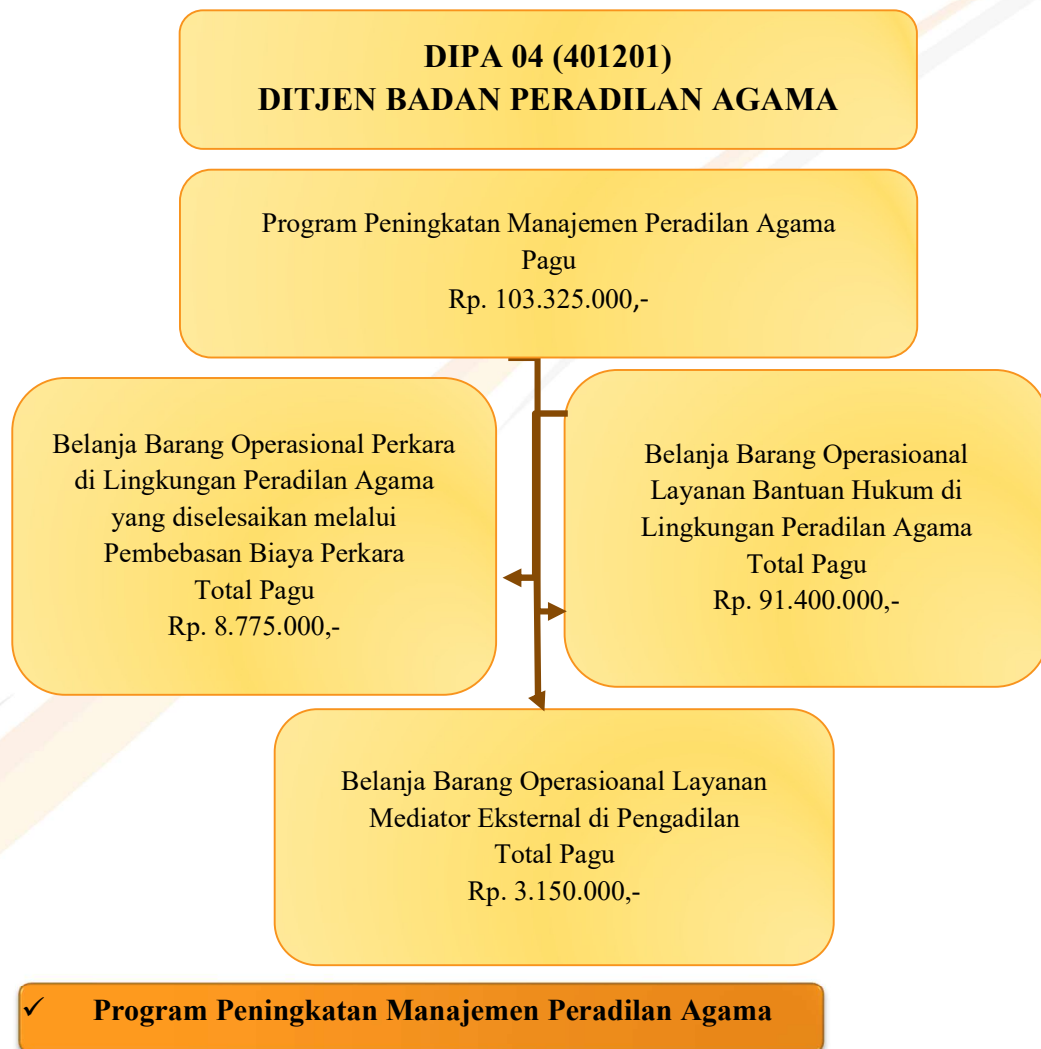 DIPA 04 (401201)
DITJEN BADAN PERADILAN AGAMA
Program Peningkatan Manajemen Peradilan Agama
Pagu
Rp. 103.325.000,-
Belanja Barang Operasional Perkara
di Lingkungan Peradilan Agama
yang diselesaikan melalui
Pembebasan Biaya Perkara
Total Pagu
Rp. 8.775.000,-
Belanja Barang Operasioanal
Layanan Bantuan Hukum di
Lingkungan Peradilan Agama
Total Pagu
Rp. 91.400.000,-
Belanja Barang Operasioanal Layanan
Mediator Eksternal di Pengadilan
Total Pagu
Rp. 3.150.000,-
✓ Program Peningkatan Manajemen Peradilan Agama